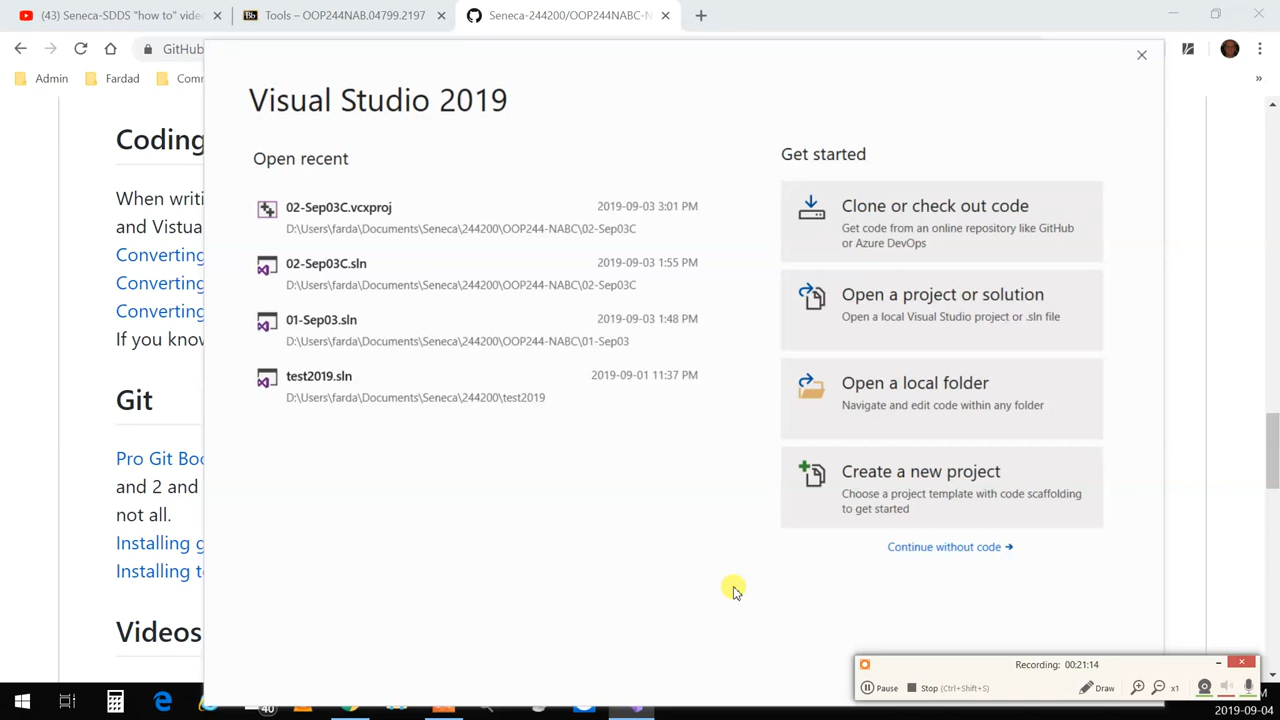 (43) Seneca-SDDS "how to" vide
Tools – OOP244NAB.04799.2197
Seneca-244200/OOP244NABC-N
GitHub
Admin
Fardad
Com
Visual Studio 2019
Open recent
02-Sep03C.vcxproj 2019-09-03 3:01 PM
D:\Users\farda\Documents\Seneca\244200\OOP244-NABC\02-Sep03C
02-Sep03C.sln 2019-09-03 1:55 PM
D:\Users\farda\Documents\Seneca\244200\OOP244-NABC\02-Sep03C
01-Sep03.sln 2019-09-03 1:48 PM
D:\Users\farda\Documents\Seneca\244200\OOP244-NABC\01-Sep03
test2019.sln 2019-09-01 11:37 PM
D:\Users\farda\Documents\Seneca\244200\test2019
Get started
Clone or check out code
Get code from an online repository like GitHub
or Azure DevOps
Open a project or solution
Open a local Visual Studio project or .sln file
Open a local folder
Navigate and edit code within any folder
Create a new project
Choose a project template with code scaffolding
to get started
Continue without code →
Coding
When writi
and Vistua
Converting
Converting
Converting
If you know
Git
Pro Git Boo
and 2 and
not all.
Installing g
Installing t
Videos
Recording: 00:21:14
Pause
Stop (Ctrl+Shift+S)
Draw
x1
40
M
2019-09-04